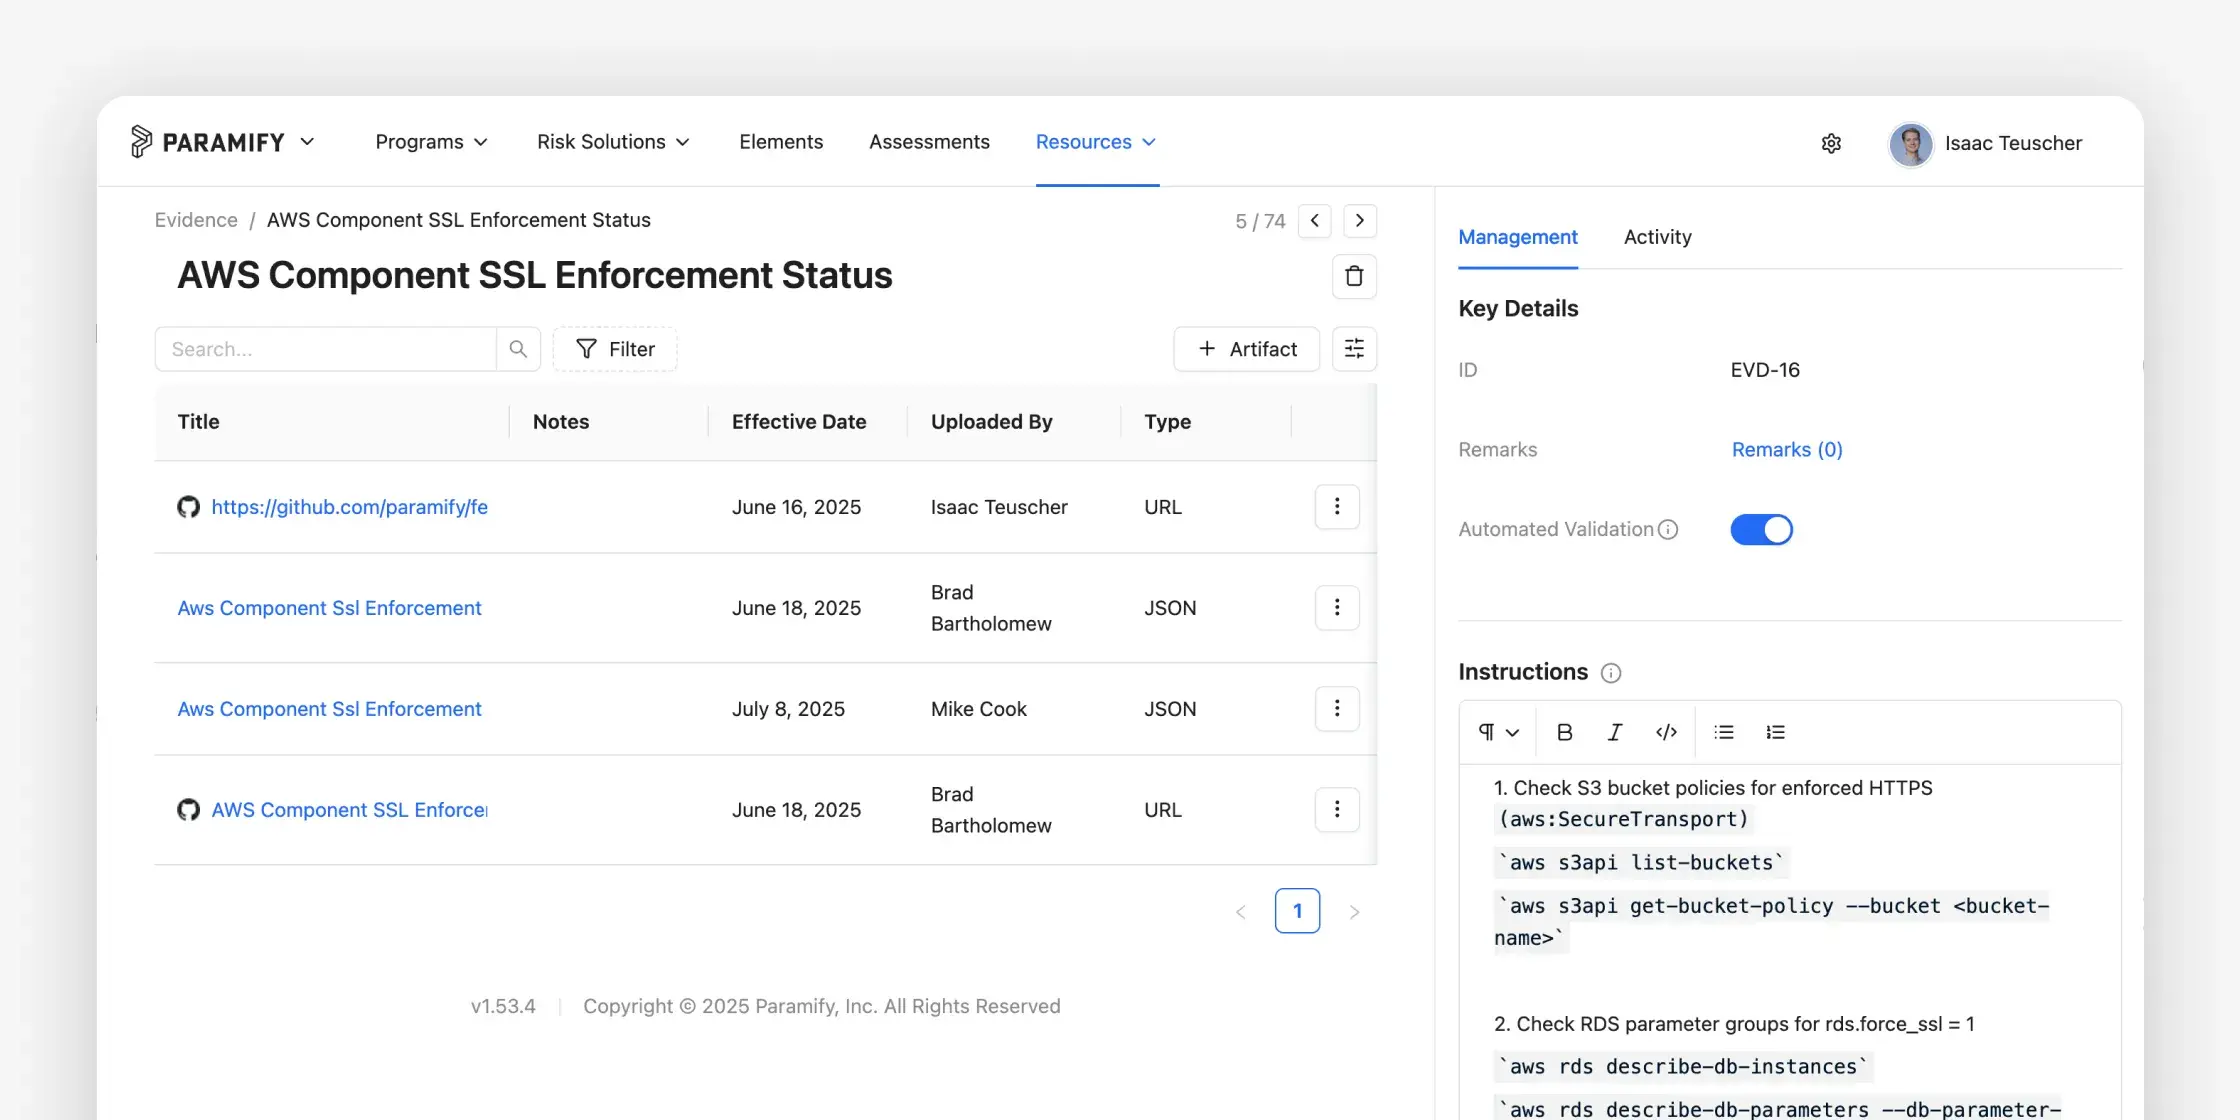 PARAMIFY
Programs
Risk Solutions
Elements
Assessments
Resources
Isaac Teuscher
Evidence / AWS Component SSL Enforcement Status
5 / 74
AWS Component SSL Enforcement Status
Search...
Filter
+ Artifact
Title Notes Effective Date Uploaded By Type
https://github.com/paramify/fe June 16, 2025 Isaac Teuscher URL
Aws Component Ssl Enforcement June 18, 2025 Brad Bartholomew JSON
Aws Component Ssl Enforcement July 8, 2025 Mike Cook JSON
AWS Component SSL Enforce June 18, 2025 Brad Bartholomew URL
1
v1.53.4
Copyright © 2025 Paramify, Inc. All Rights Reserved
Management
Activity
Key Details
ID EVD-16
Remarks Remarks (0)
Automated Validation
Instructions
1. Check S3 bucket policies for enforced HTTPS
(aws:SecureTransport)
`aws s3api list-buckets`
`aws s3api get-bucket-policy --bucket <bucket-
name>`
2. Check RDS parameter groups for rds.force_ssl = 1
`aws rds describe-db-instances`
`aws rds describe-db-parameters --db-parameter-